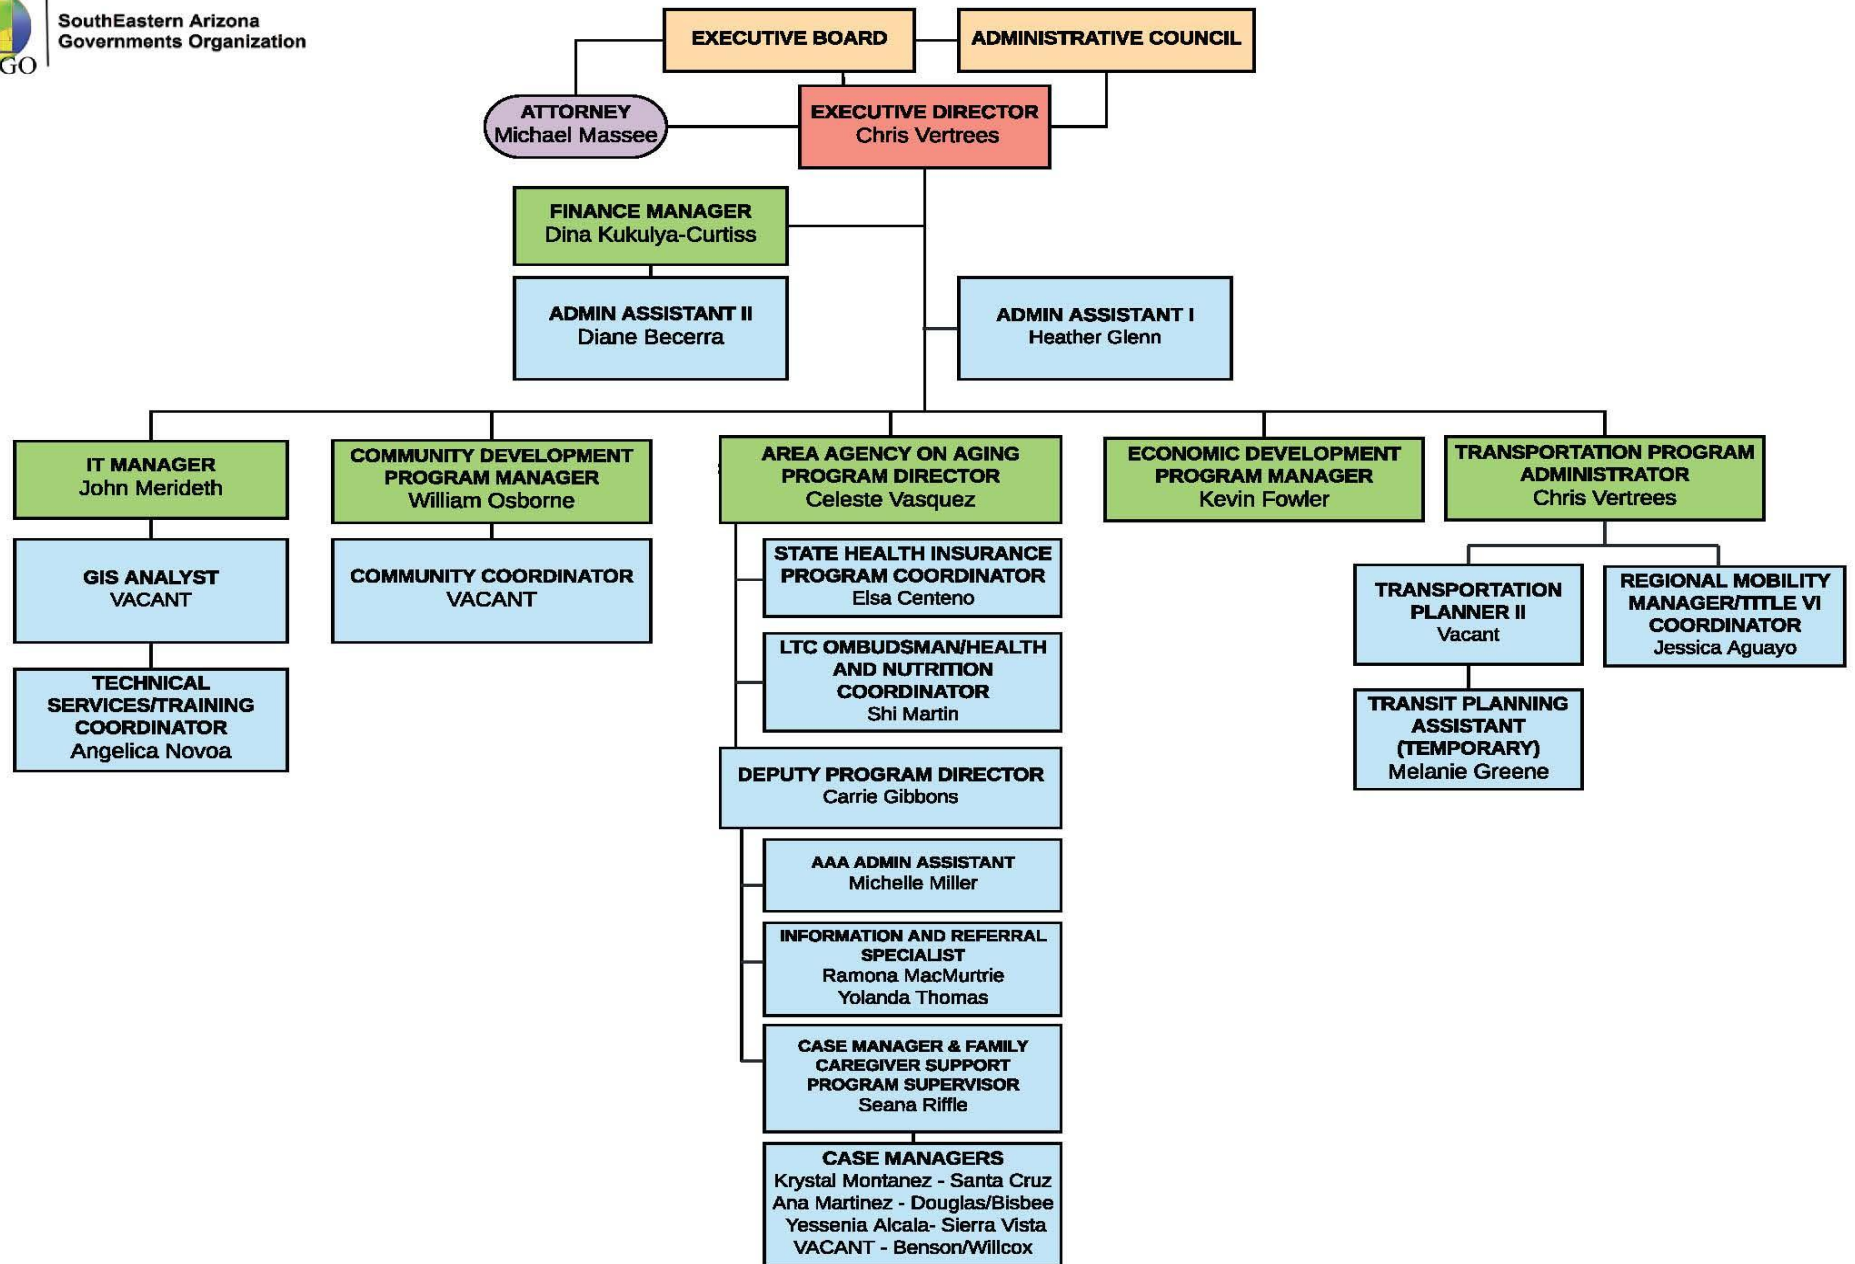 SouthEastern Arizona
Governments Organization
GO
EXECUTIVE BOARD
ADMINISTRATIVE COUNCIL
ATTORNEY
Michael Massee
EXECUTIVE DIRECTOR
Chris Vertrees
FINANCE MANAGER
Dina Kukulya-Curtiss
ADMIN ASSISTANT II
Diane Becerra
ADMIN ASSISTANT I
Heather Glenn
IT MANAGER
John Merideth
COMMUNITY DEVELOPMENT
PROGRAM MANAGER
William Osborne
AREA AGENCY ON AGING
PROGRAM DIRECTOR
Celeste Vasquez
ECONOMIC DEVELOPMENT
PROGRAM MANAGER
Kevin Fowler
TRANSPORTATION PROGRAM
ADMINISTRATOR
Chris Vertrees
GIS ANALYST
VACANT
COMMUNITY COORDINATOR
VACANT
STATE HEALTH INSURANCE
PROGRAM COORDINATOR
Elsa Centeno
TRANSPORTATION
PLANNER II
Vacant
REGIONAL MOBILITY
MANAGER/TITLE VI
COORDINATOR
Jessica Aguayo
TECHNICAL
SERVICES/TRAINING
COORDINATOR
Angelica Novoa
LTC OMBUDSMAN/HEALTH
AND NUTRITION
COORDINATOR
Shi Martin
TRANSIT PLANNING
ASSISTANT
(TEMPORARY)
Melanie Greene
DEPUTY PROGRAM DIRECTOR
Carrie Gibbons
AAA ADMIN ASSISTANT
Michelle Miller
INFORMATION AND REFERRAL
SPECIALIST
Ramona MacMurtrie
Yolanda Thomas
CASE MANAGER & FAMILY
CAREGIVER SUPPORT
PROGRAM SUPERVISOR
Seana Riffle
CASE MANAGERS
Krystal Montanez - Santa Cruz
Ana Martinez - Douglas/Bisbee
Yessenia Alcala- Sierra Vista
VACANT - Benson/Willcox